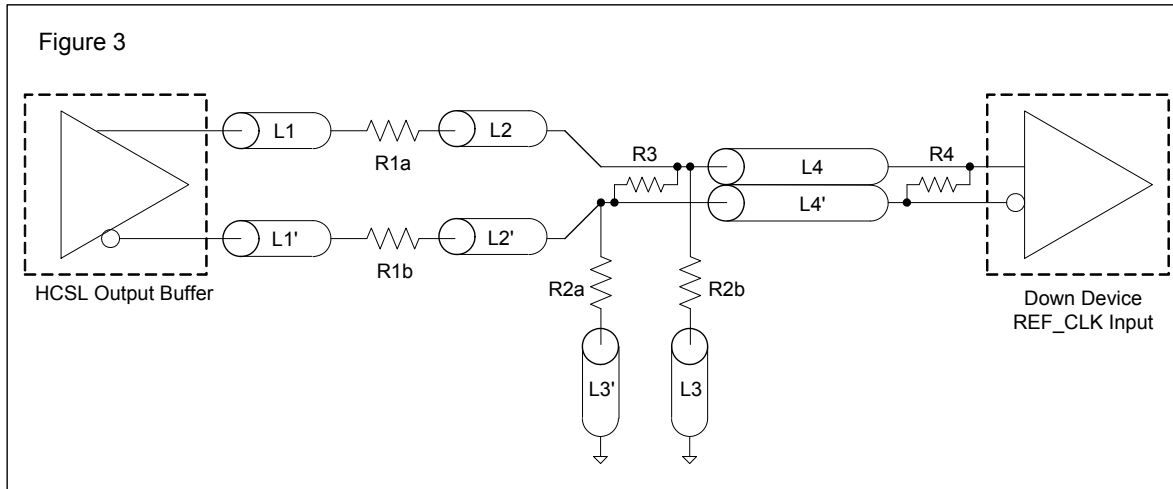 Figure 3
L1
R1a
L2
R3
L4
R4
L1'
R1b
L2'
L4'
HCSL Output Buffer
R2a
R2b
Down Device
REF_CLK Input
L3'
L3